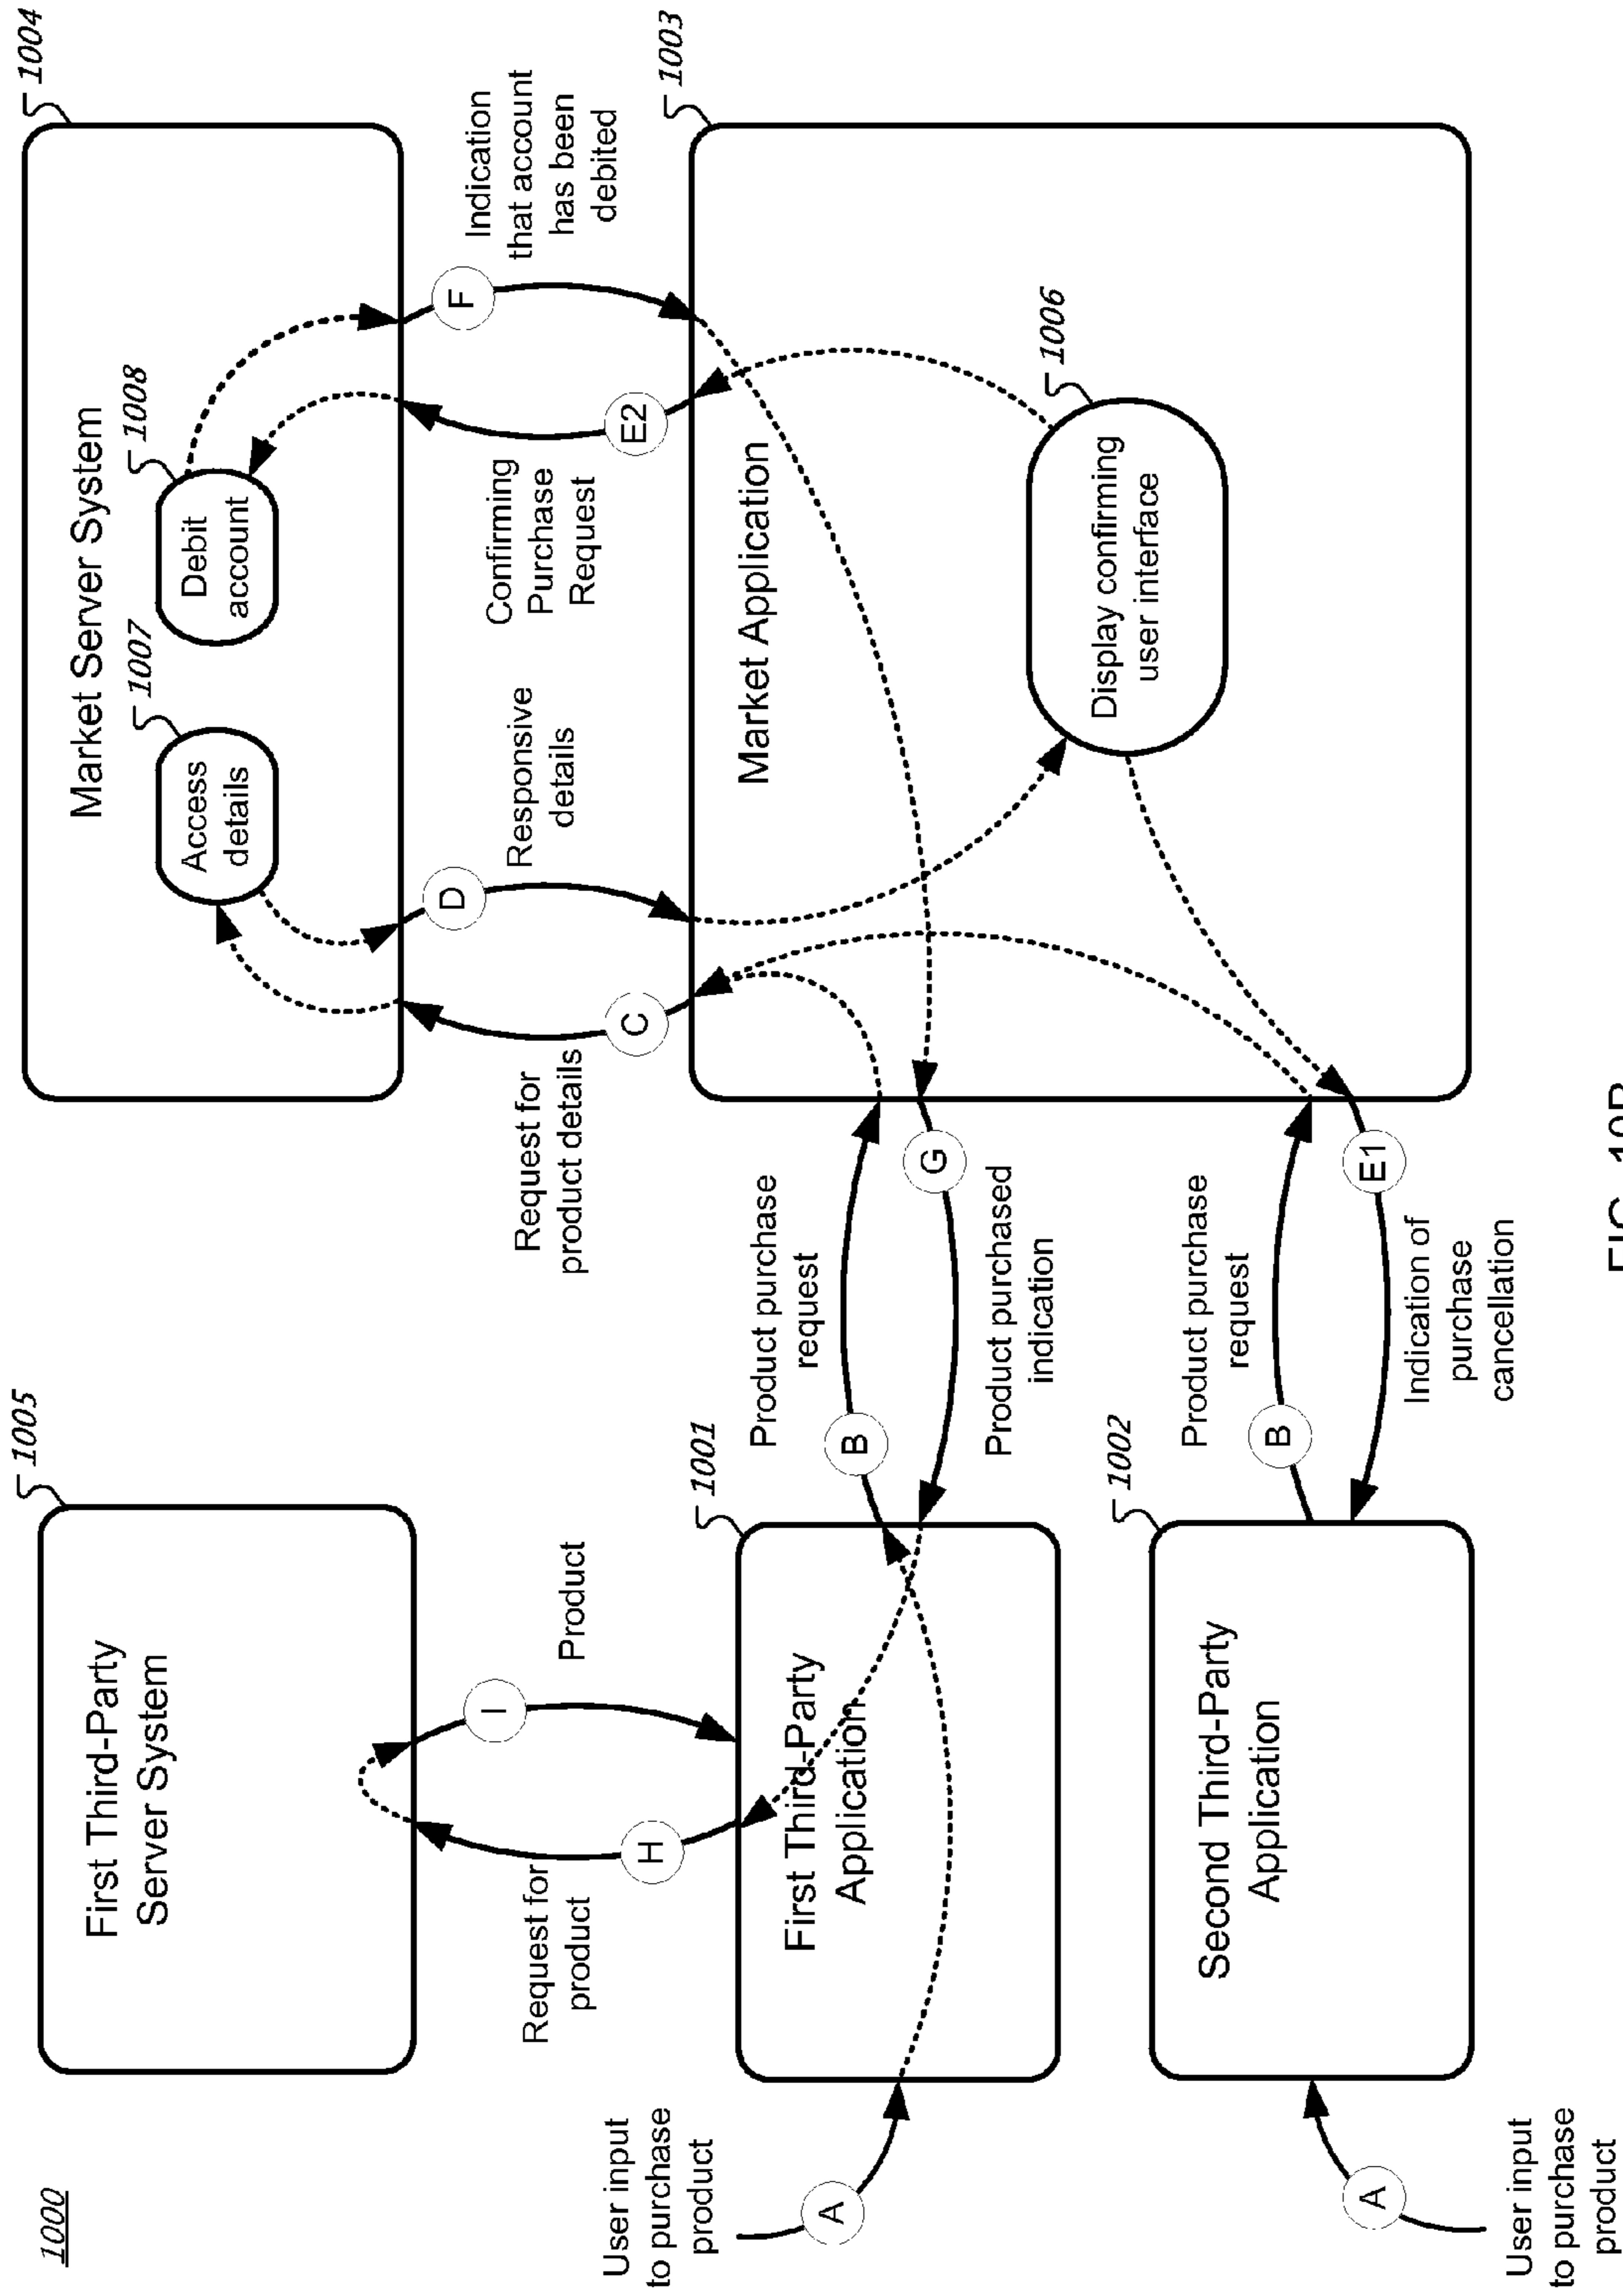 1000
First Third-Party
Server System
1005
Market Server System
1004
Access
details
1007
Debit
account
1008
Request for
product
H
I
Product
Request for
product details
C
D
Responsive
details
Confirming
Purchase
Request
E2
F
Indication
that account
has been
debited
User input
to purchase
product
A
First Third-Party
Application
1001
B
Product purchase
request
G
Product purchased
indication
Market Application
1003
Display confirming
user interface
1006
User input
to purchase
product
A
Second Third-Party
Application
1002
B
Product purchase
request
E1
Indication of
purchase
cancellation